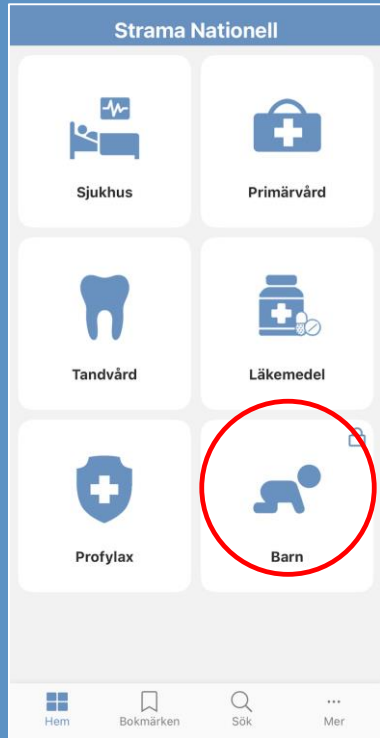 Strama Nationell
Sjukhus
Primärvård
Tandvård
Läkemedel
Profylax
Barn
Hem
Bokmärken
Sök
Mer